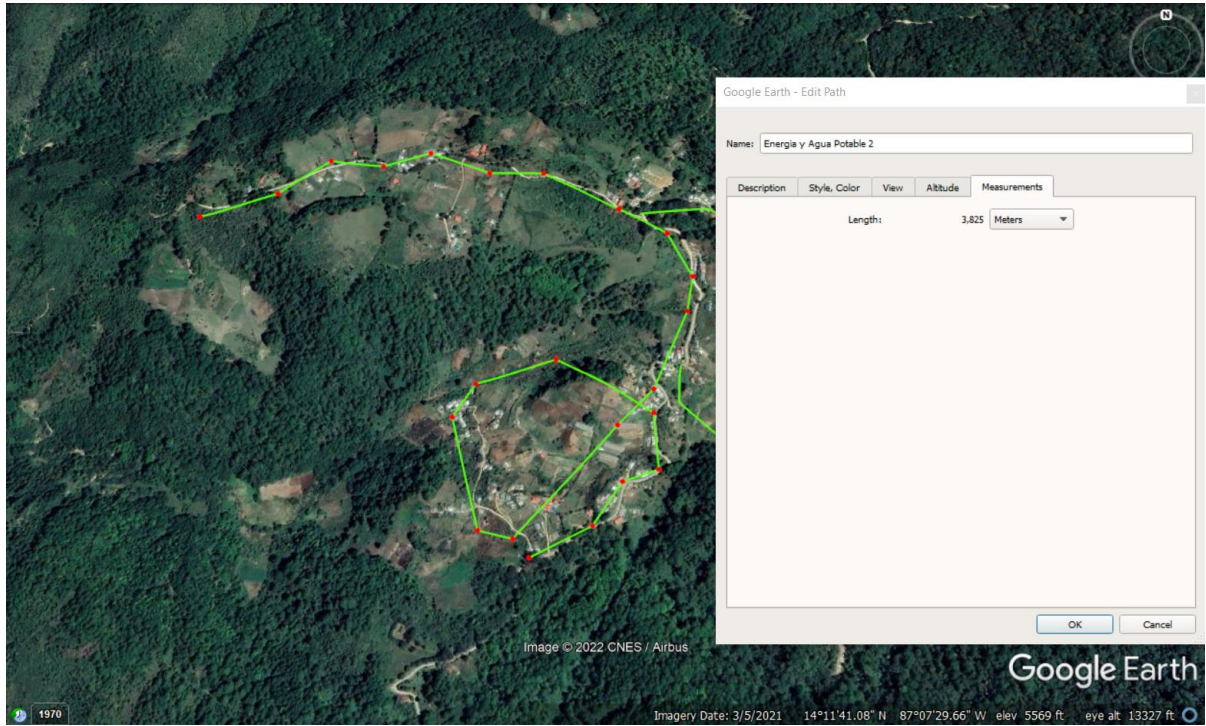 N
Google Earth - Edit Path
Name: Energia y Agua Potable 2
Description Style, Color View Altitude Measurements
Length: 3,825 Meters
OK Cancel
Image © 2022 CNES / Airbus
Google Earth
1970
Imagery Date: 3/5/2021 14°11'41.08" N 87°07'29.66" W elev 5569 ft eye alt 13327 ft